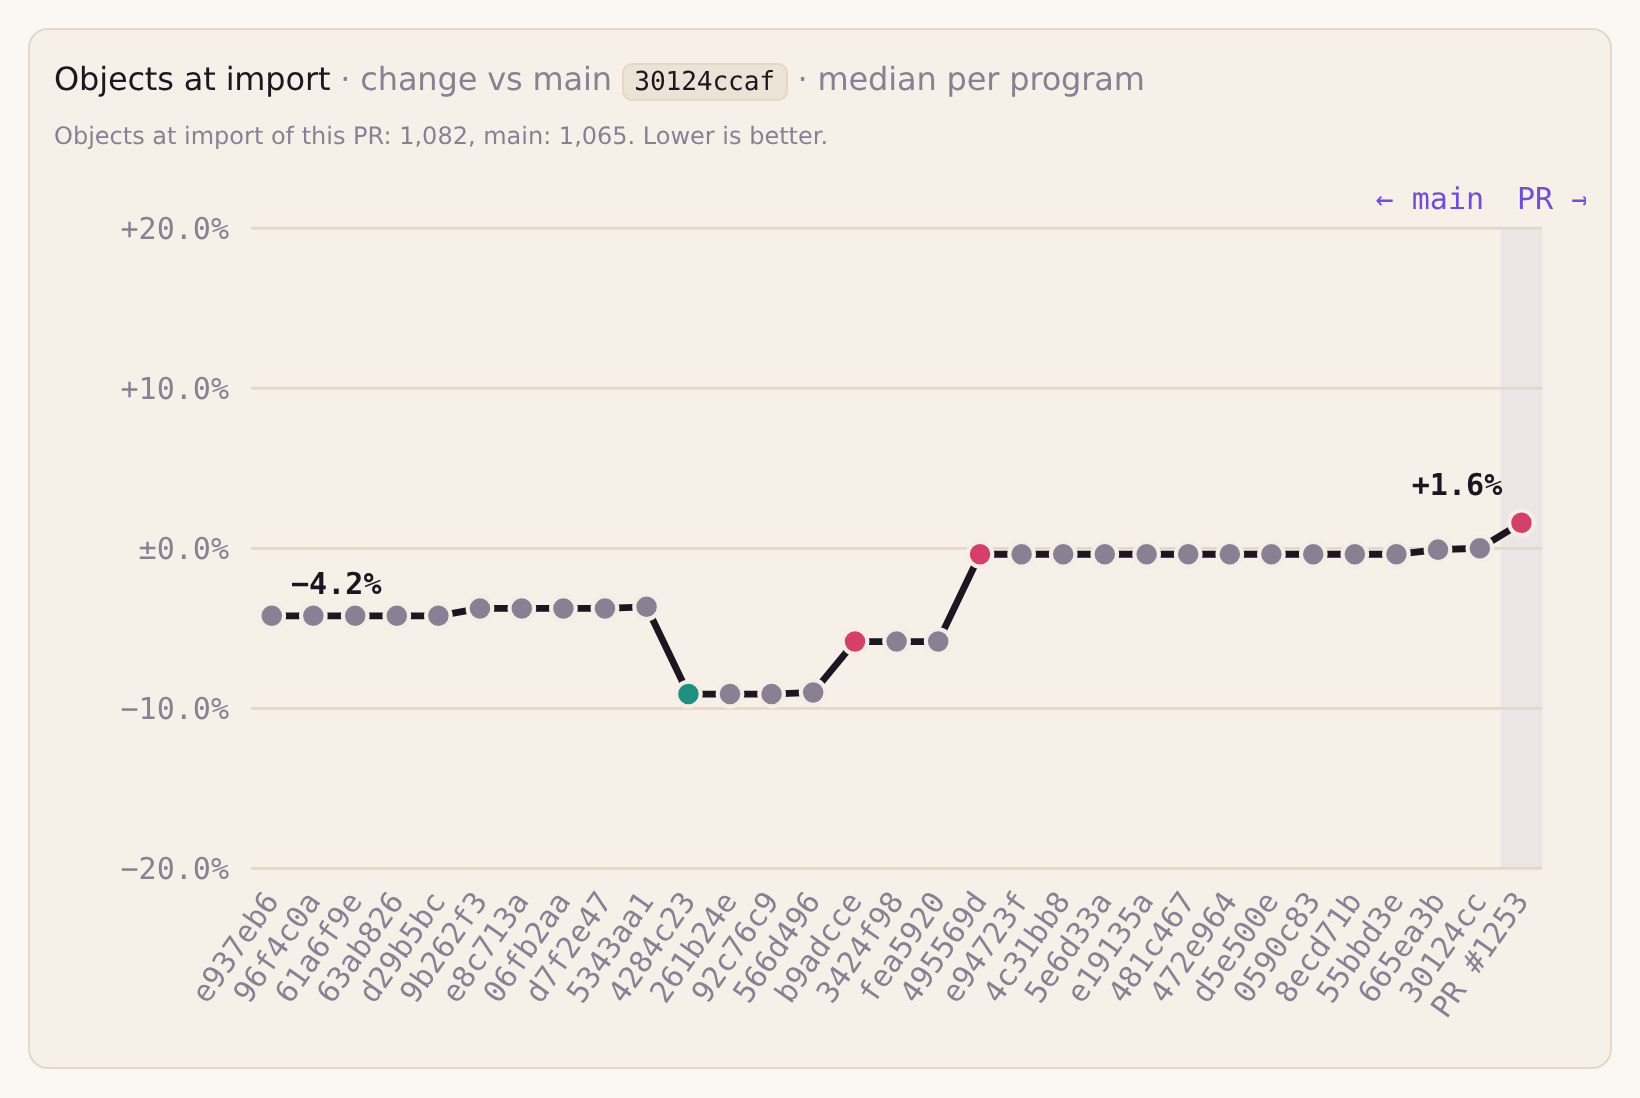 Objects at import · change vs main 30124ccaf · median per program
Objects at import of this PR: 1,082, main: 1,065. Lower is better.
← main PR →
+20.0%
+10.0%
±0.0%
−10.0%
−20.0%
−4.2%
+1.6%
e937eb6
96f4c0a
61a6f9e
63ab826
d29b5bc
9b262f3
e8c713a
06fb2aa
d7f2e47
5343aa1
4284c23
261b24e
92c76c9
566d496
b9adcce
3424f98
fea5920
495569d
e94723f
4c31bb8
5e6d33a
e19135a
481c467
472e964
d5e500e
0590c83
8ecd71b
55bbd3e
665ea3b
30124cc
PR #1253